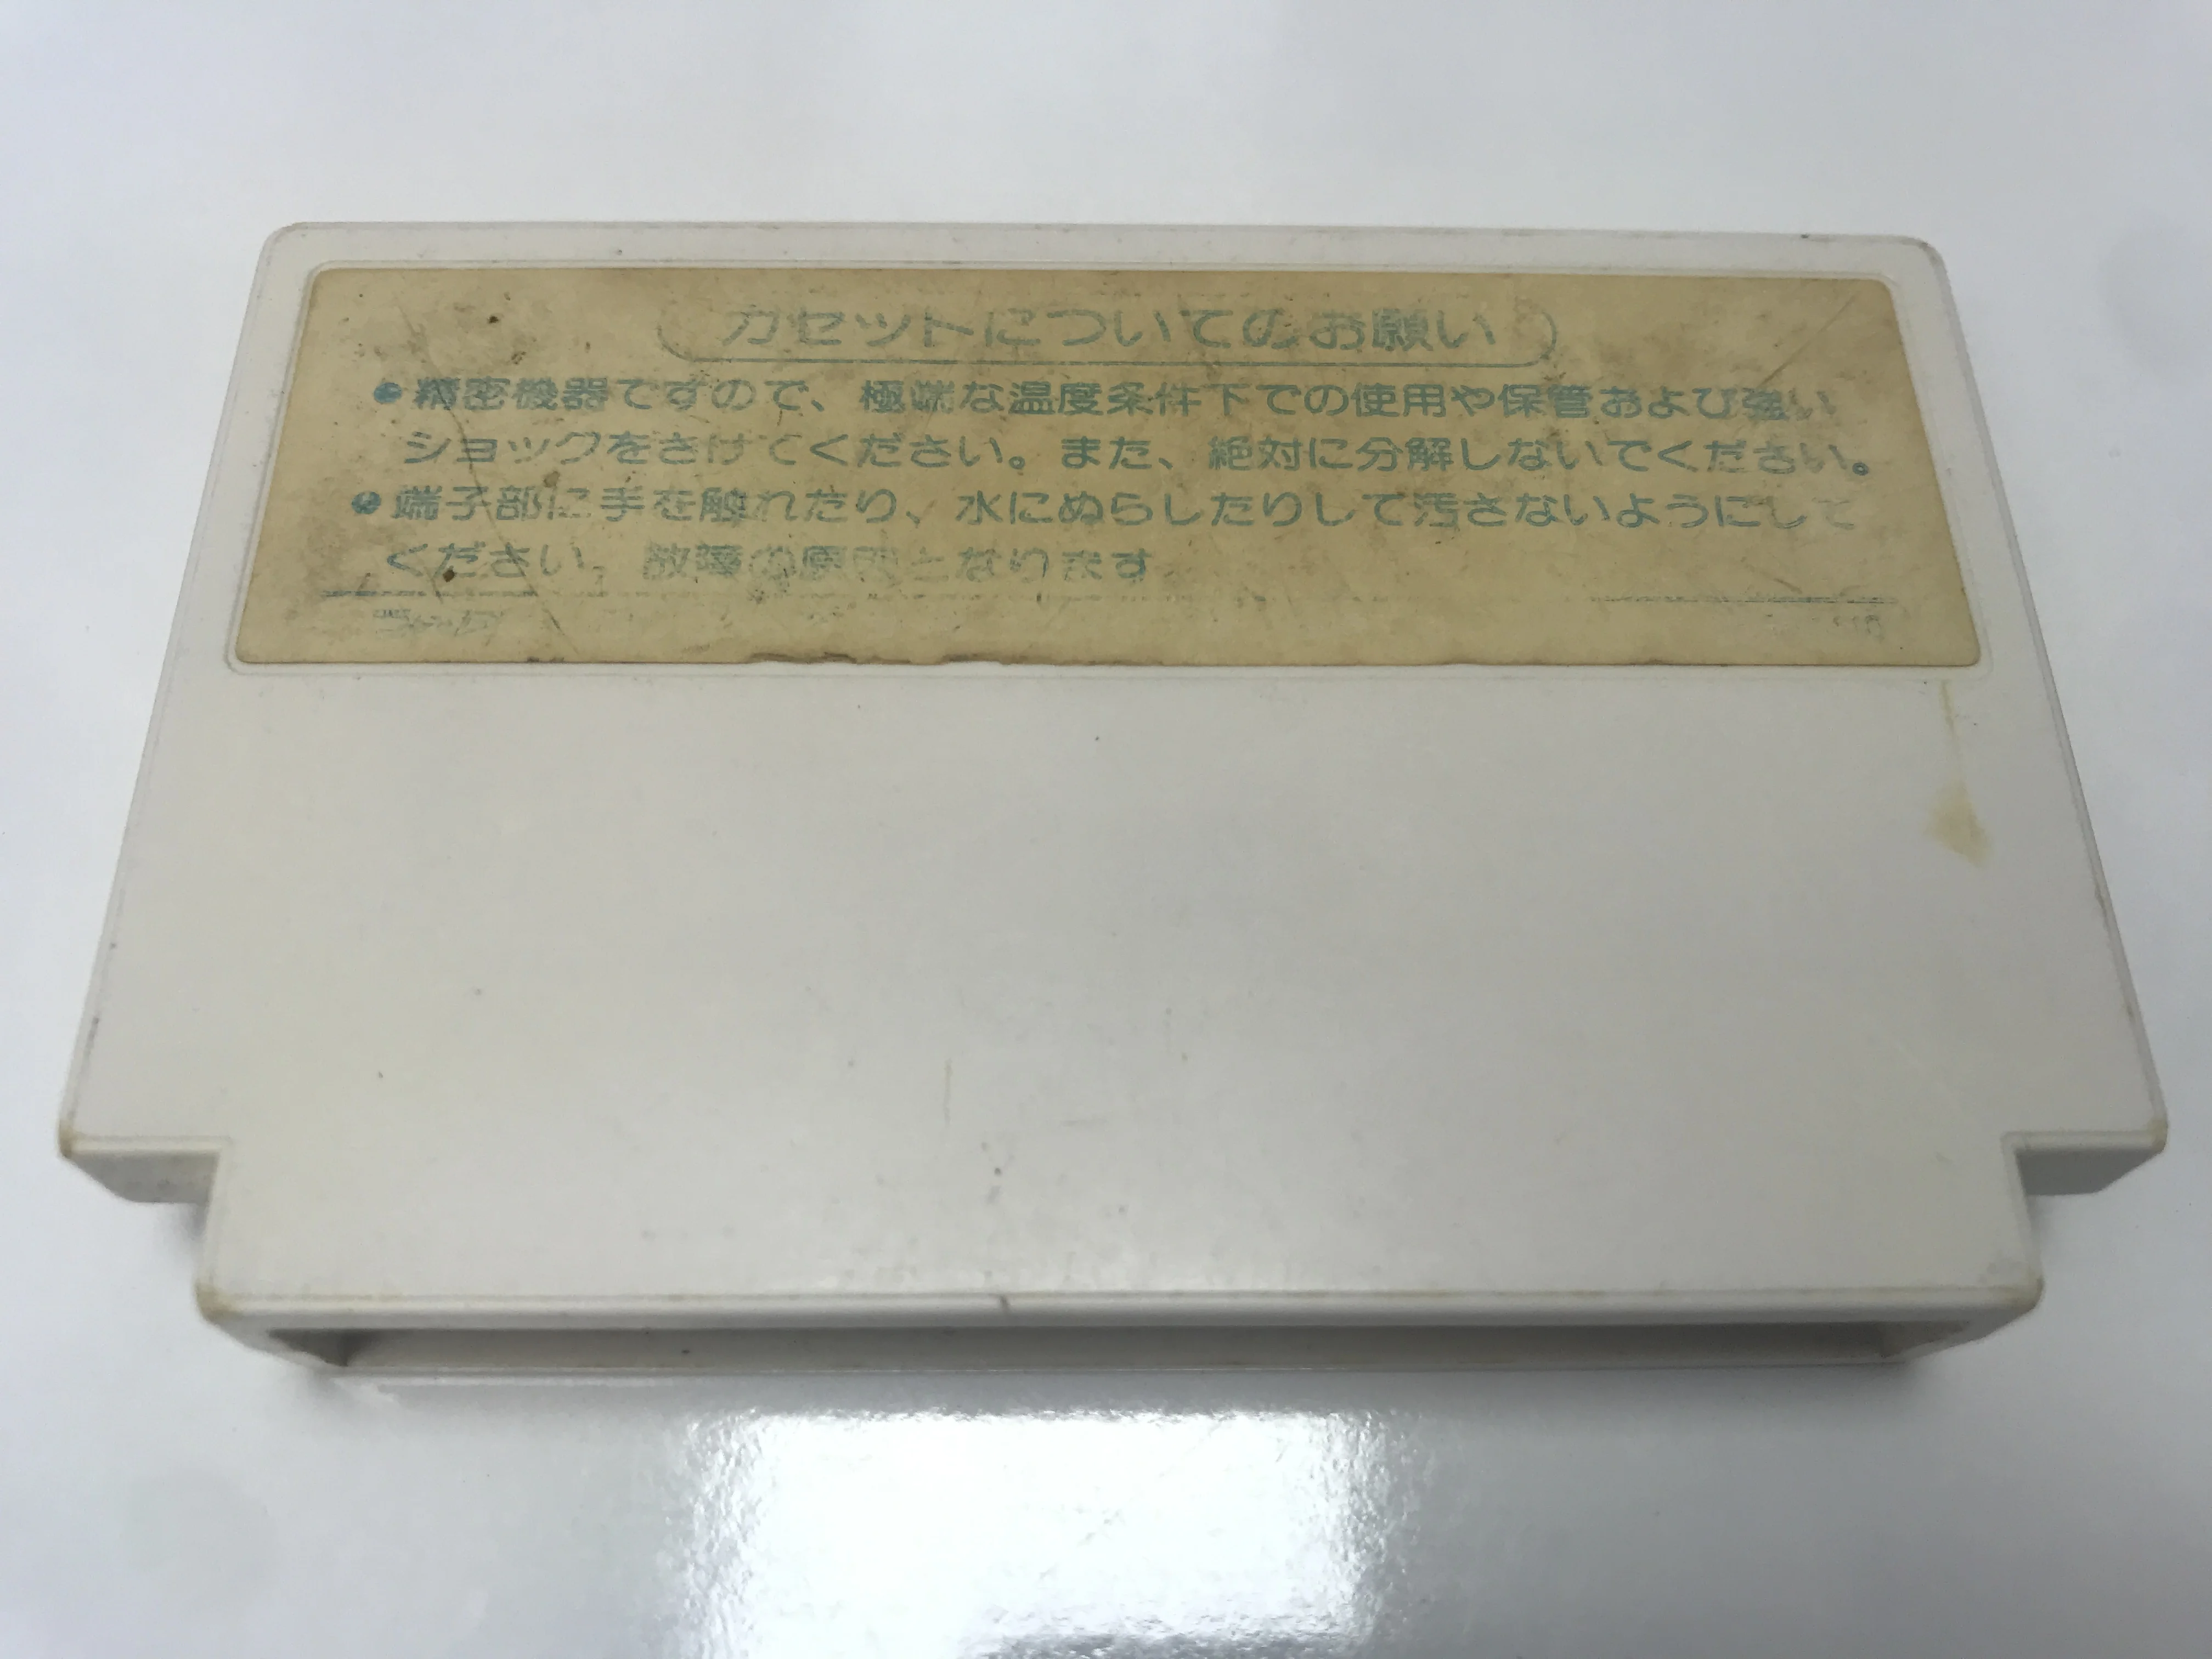 カセットについてのお願い
●精密機器ですので、極端な温度条件下での使用や保管および強い
ショックをさけてください。また、絶対に分解しないでください。
●端子部に手を触れたり、水にぬらしたりして汚さないようにして
ください。故障の原因となります